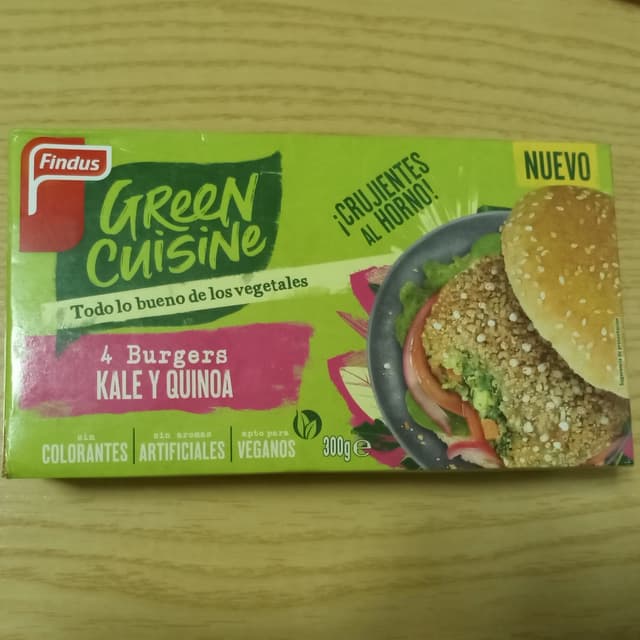 Findus
GREEN
CUISINE
Todo lo bueno de los vegetales
4 Burgers
KALE Y QUINOA
sin
COLORANTES
sin aromas
ARTIFICIALES
apto para
VEGANOS
300g e
¡CRUJIENTES
AL HORNO!
NUEVO